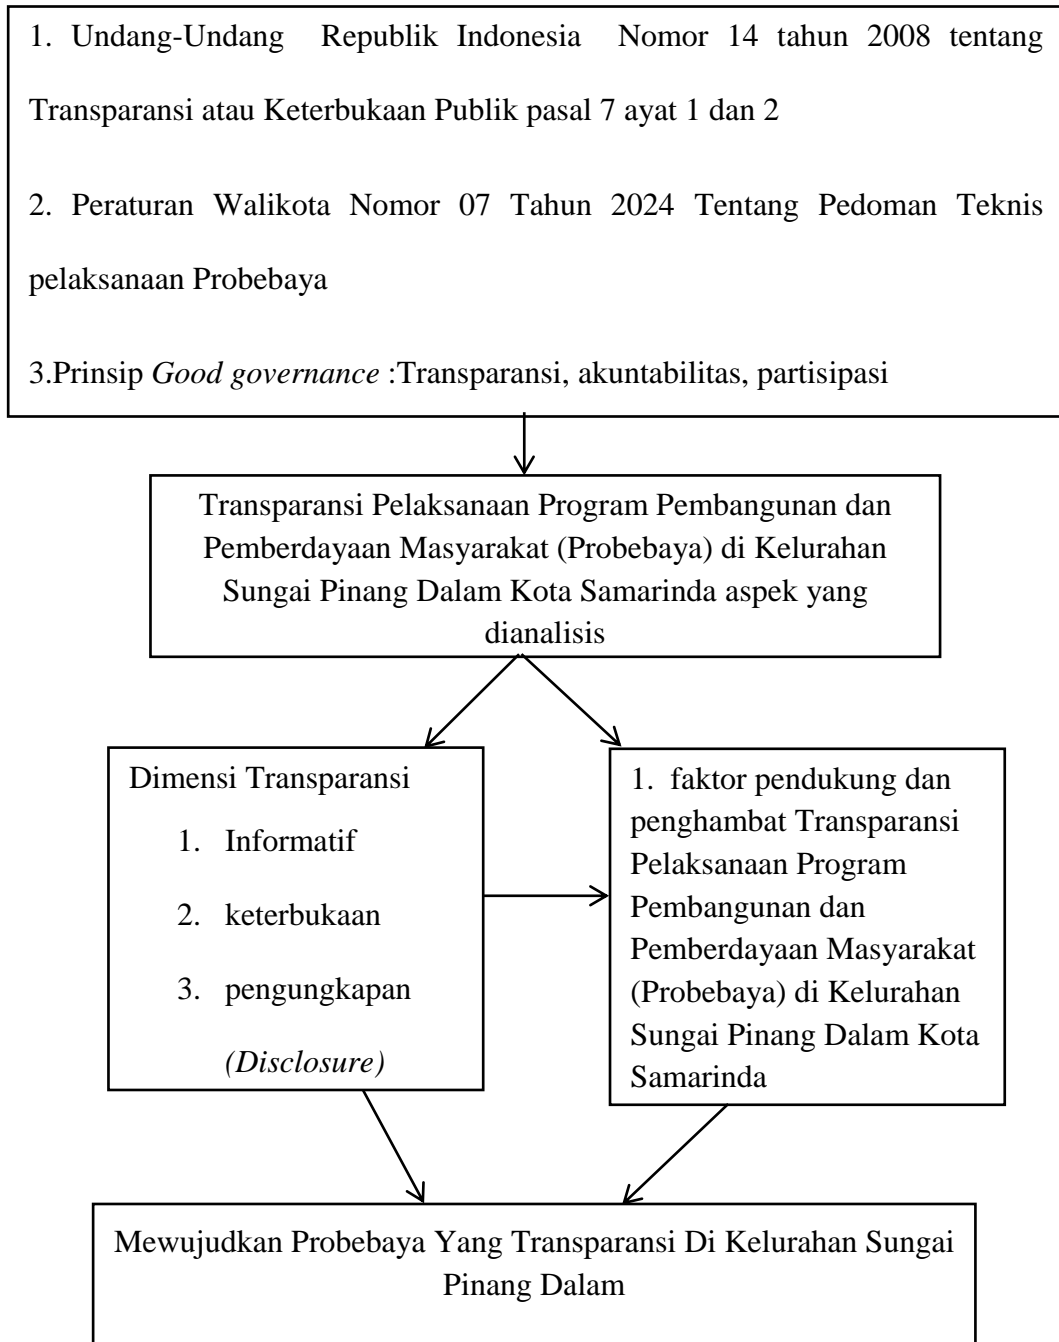 1. Undang-Undang Republik Indonesia Nomor 14 tahun 2008 tentang
Transparansi atau Keterbukaan Publik pasal 7 ayat 1 dan 2
2. Peraturan Walikota Nomor 07 Tahun 2024 Tentang Pedoman Teknis
pelaksanaan Probebaya
3.Prinsip Good governance :Transparansi, akuntabilitas, partisipasi
Transparansi Pelaksanaan Program Pembangunan dan
Pemberdayaan Masyarakat (Probebaya) di Kelurahan
Sungai Pinang Dalam Kota Samarinda aspek yang
dianalisis
Dimensi Transparansi
1. Informatif
2. keterbukaan
3. pengungkapan
(Disclosure)
1. faktor pendukung dan
penghambat Transparansi
Pelaksanaan Program
Pembangunan dan
Pemberdayaan Masyarakat
(Probebaya) di Kelurahan
Sungai Pinang Dalam Kota
Samarinda
Mewujudkan Probebaya Yang Transparansi Di Kelurahan Sungai
Pinang Dalam